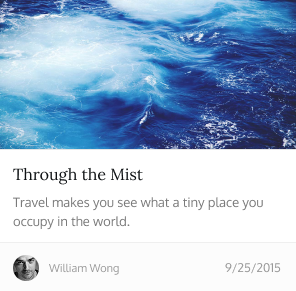 Through the Mist
Travel makes you see what a tiny place you
occupy in the world.
William Wong
9/25/2015